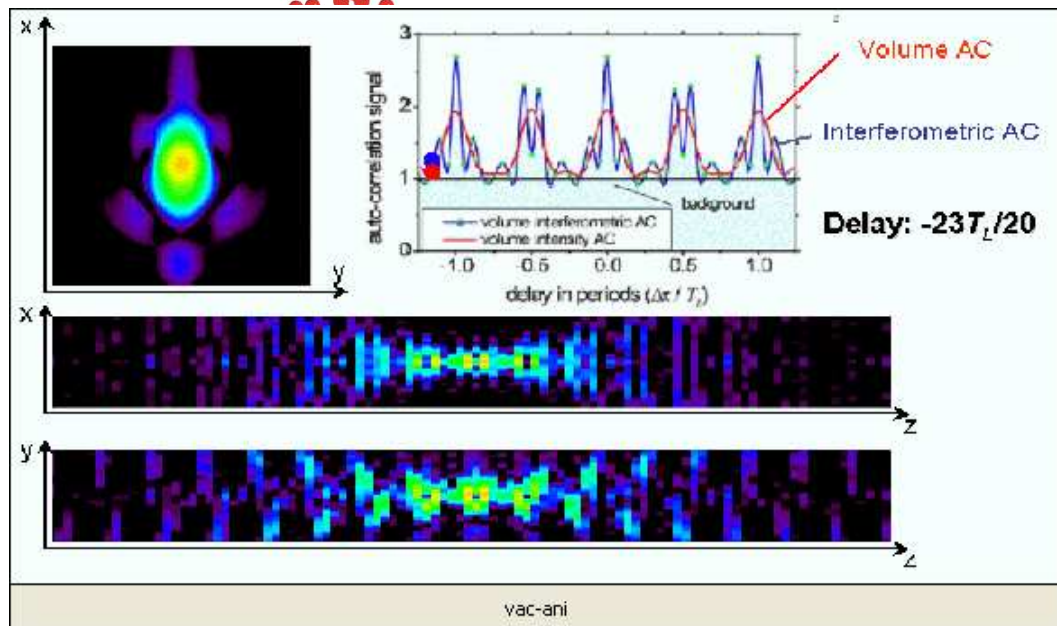 x
y
3
2
1
0
auto-correlation signal
background
volume interferometric AC
volume intensity AC
-1.0 -0.5 0.0 0.5 1.0
delay in periods (Δτ / T_L)
Volume AC
Interferometric AC
Delay: -23T_L/20
x
z
y
z
vac-ani